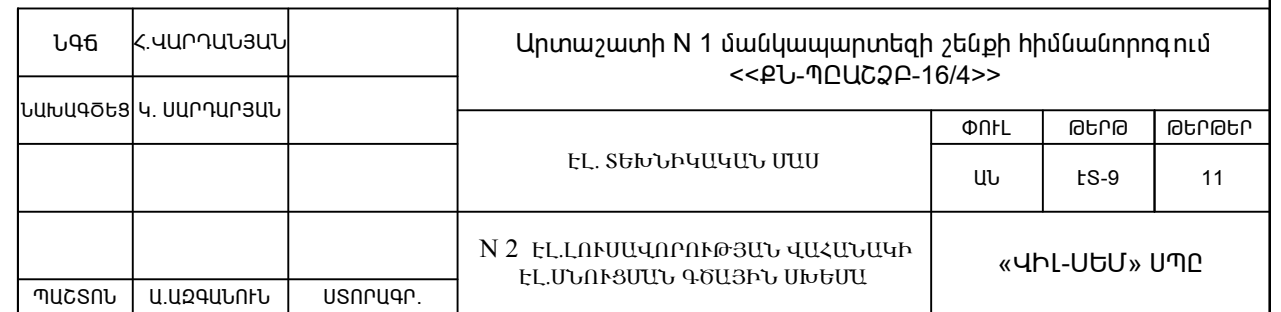 ՆԳՃ
Հ.ՎԱՐԴԱՆՅԱՆ
Արտաշատի N 1 մանկապարտեզի շենքի հիմնանորոգում
<<ՔՆ-ՊԸԱՇՁԲ-16/4>>
ՆԱԽԱԳԾԵՑ
Կ. ՍԱՐԴԱՐՅԱՆ
ԷԼ. ՏԵԽՆԻԿԱԿԱՆ ՄԱՍ
ՓՈՒԼ
ԹԵՐԹ
ԹԵՐԹԵՐ
ԱՆ
ԷՏ-9
11
N 2 ԷԼ.ԼՈՒՍԱՎՈՐՈՒԹՅԱՆ ՎԱՀԱՆԱԿԻ
ԷԼ.ՄՆՈՒՑՄԱՆ ԳԾԱՅԻՆ ՍԽԵՄԱ
«ՎԻԼ-ՍԵՄ» ՍՊԸ
ՊԱՇՏՈՆ
Ա.ԱԶԳԱՆՈՒՆ
ՍՏՈՐԱԳՐ.